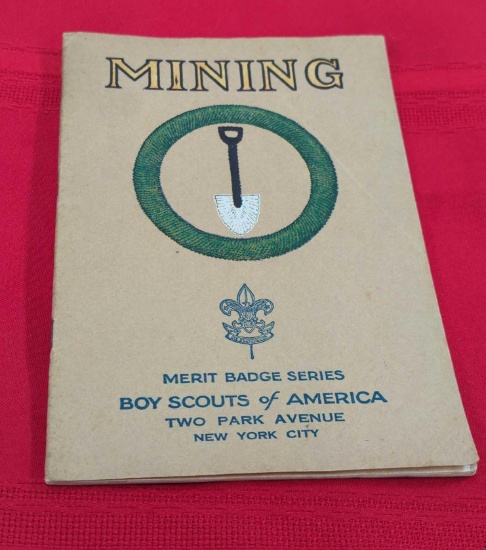 MINING
MERIT BADGE SERIES
BOY SCOUTS of AMERICA
TWO PARK AVENUE
NEW YORK CITY